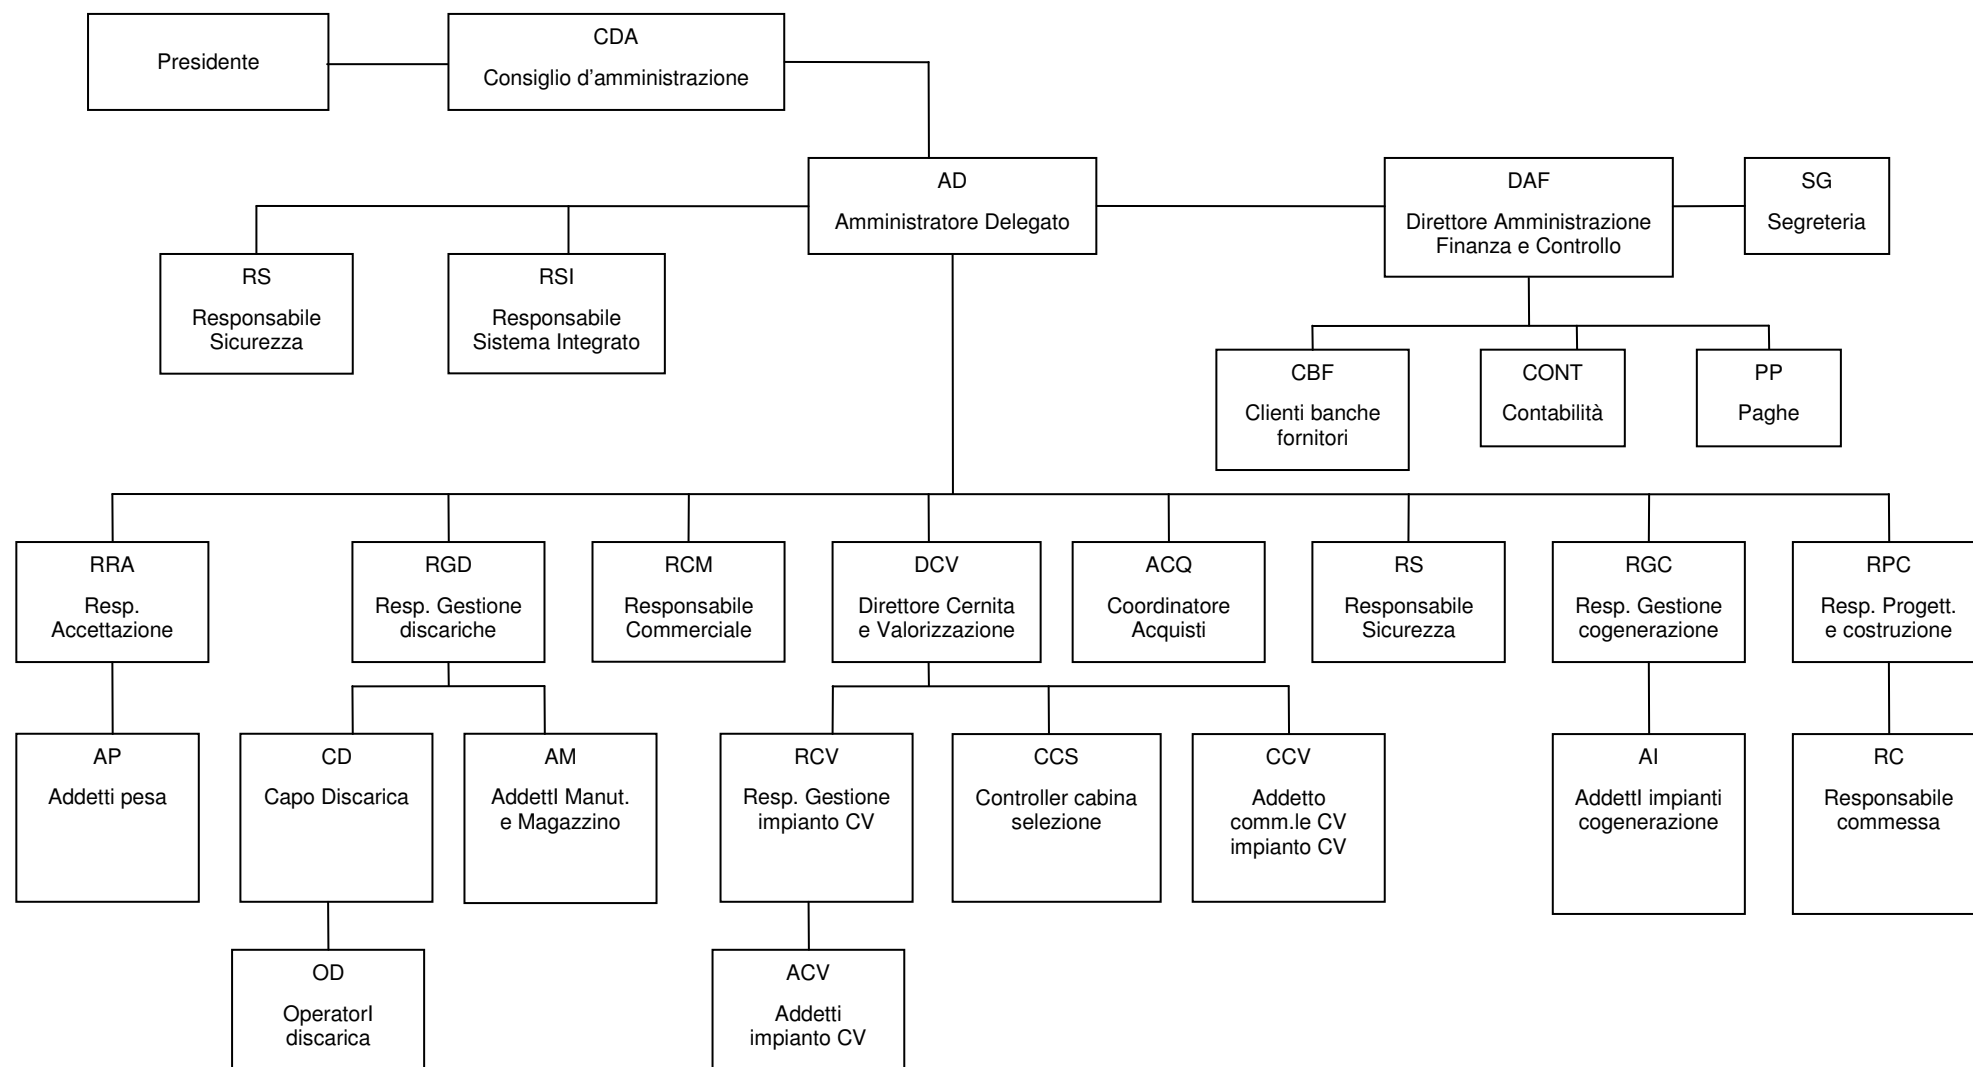 Presidente
CDA
Consiglio d’amministrazione
AD
Amministratore Delegato
DAF
Direttore Amministrazione
Finanza e Controllo
SG
Segreteria
RS
Responsabile
Sicurezza
RSI
Responsabile
Sistema Integrato
CBF
Clienti banche
fornitori
CONT
Contabilità
PP
Paghe
RRA
Resp.
Accettazione
RGD
Resp. Gestione
discariche
RCM
Responsabile
Commerciale
DCV
Direttore Cernita
e Valorizzazione
ACQ
Coordinatore
Acquisti
RS
Responsabile
Sicurezza
RGC
Resp. Gestione
cogenerazione
RPC
Resp. Progett.
e costruzione
AP
Addetti pesa
CD
Capo Discarica
AM
AddettI Manut.
e Magazzino
RCV
Resp. Gestione
impianto CV
CCS
Controller cabina
selezione
CCV
Addetto
comm.le CV
impianto CV
AI
AddettI impianti
cogenerazione
RC
Responsabile
commessa
OD
OperatorI
discarica
ACV
Addetti
impianto CV